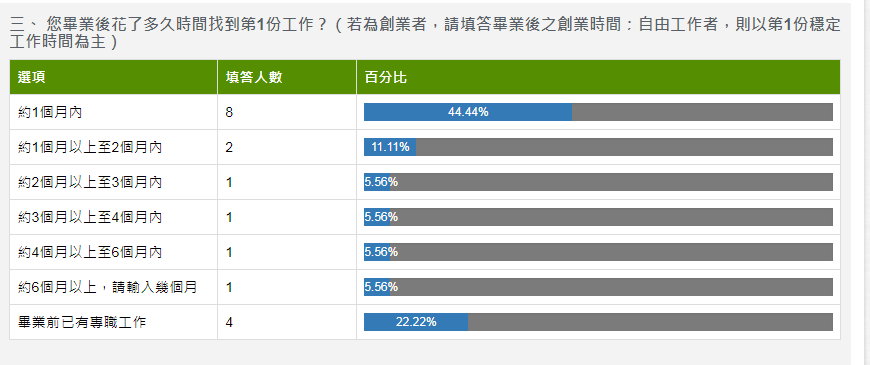 三、 您畢業後花了多久時間找到第1份工作？（若為創業者，請填答畢業後之創業時間；自由工作者，則以第1份穩定
工作時間為主）
選項 填答人數 百分比
約1個月內 8 44.44%
約1個月以上至2個月內 2 11.11%
約2個月以上至3個月內 1 5.56%
約3個月以上至4個月內 1 5.56%
約4個月以上至6個月內 1 5.56%
約6個月以上，請輸入幾個月 1 5.56%
畢業前已有專職工作 4 22.22%